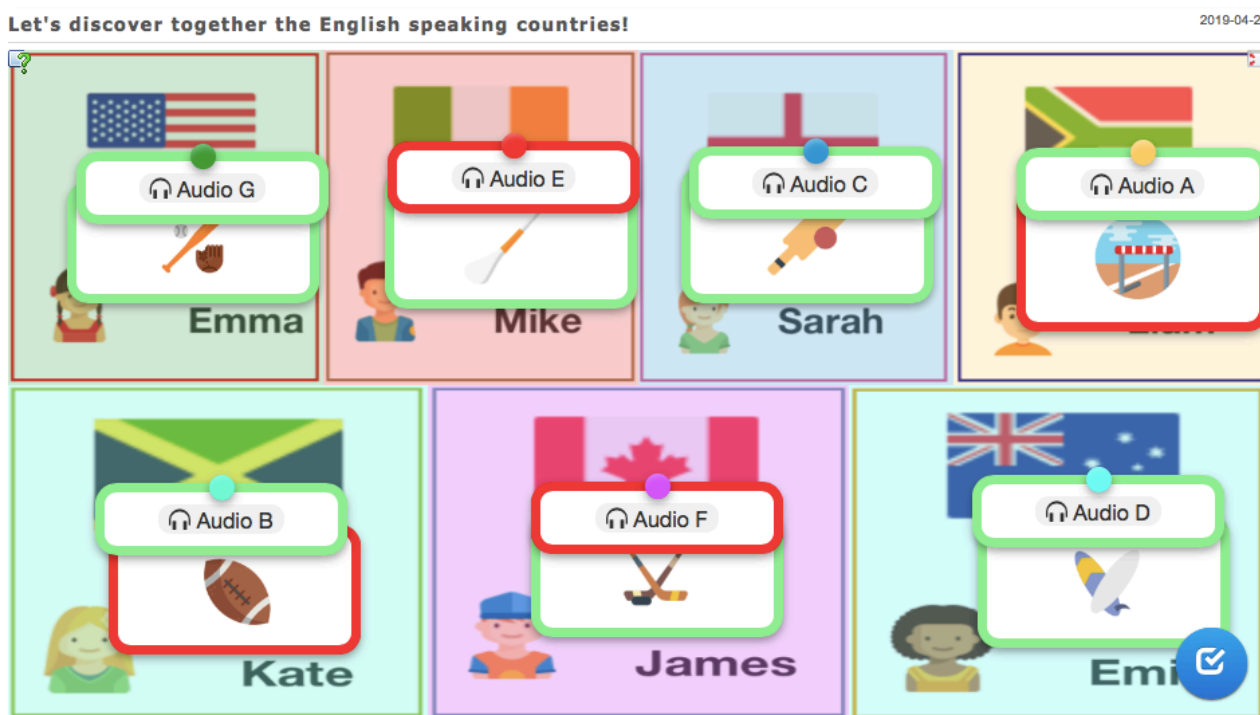 Let's discover together the English speaking countries!
2019-04-2
Audio G
Audio E
Audio C
Audio A
Emma
Mike
Sarah
Audio B
Audio F
Audio D
Kate
James
Emi